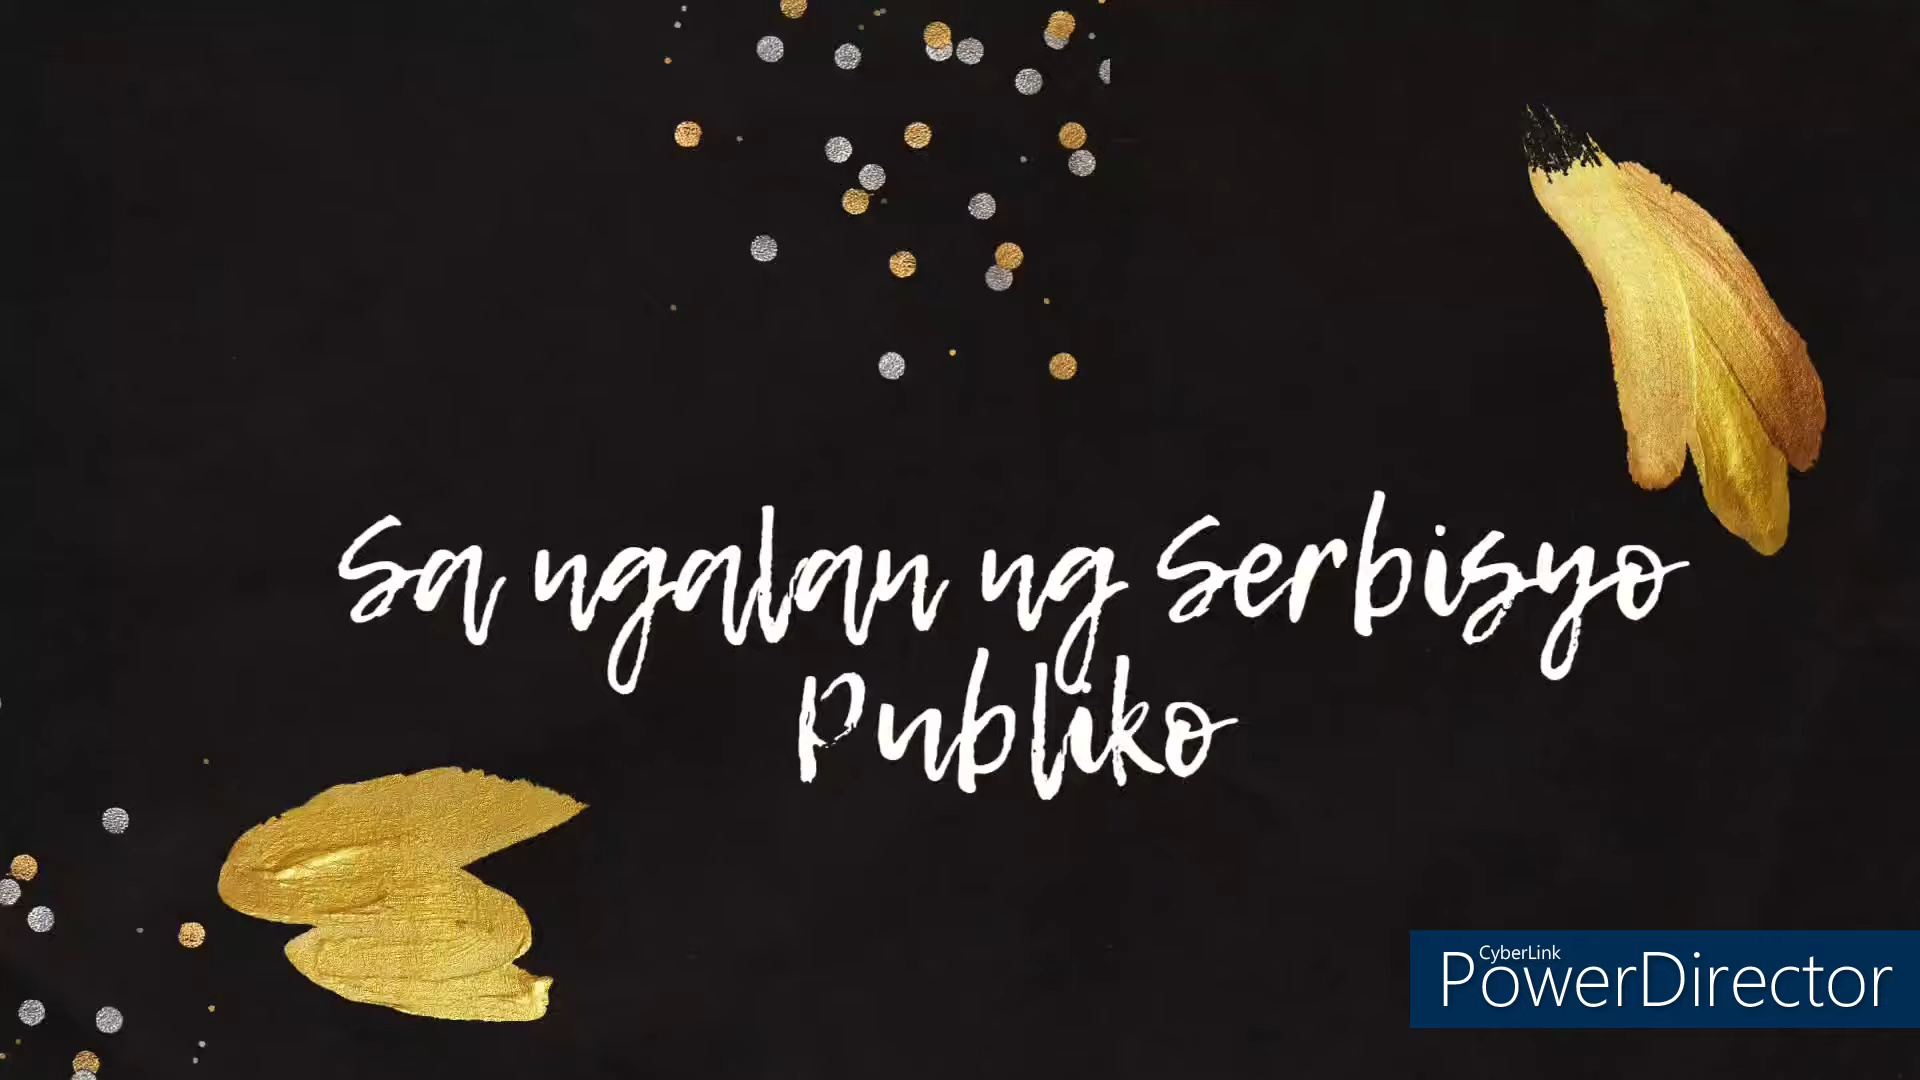 Sa ngalan ng Serbisyo
Publiko
CyberLink
PowerDirector